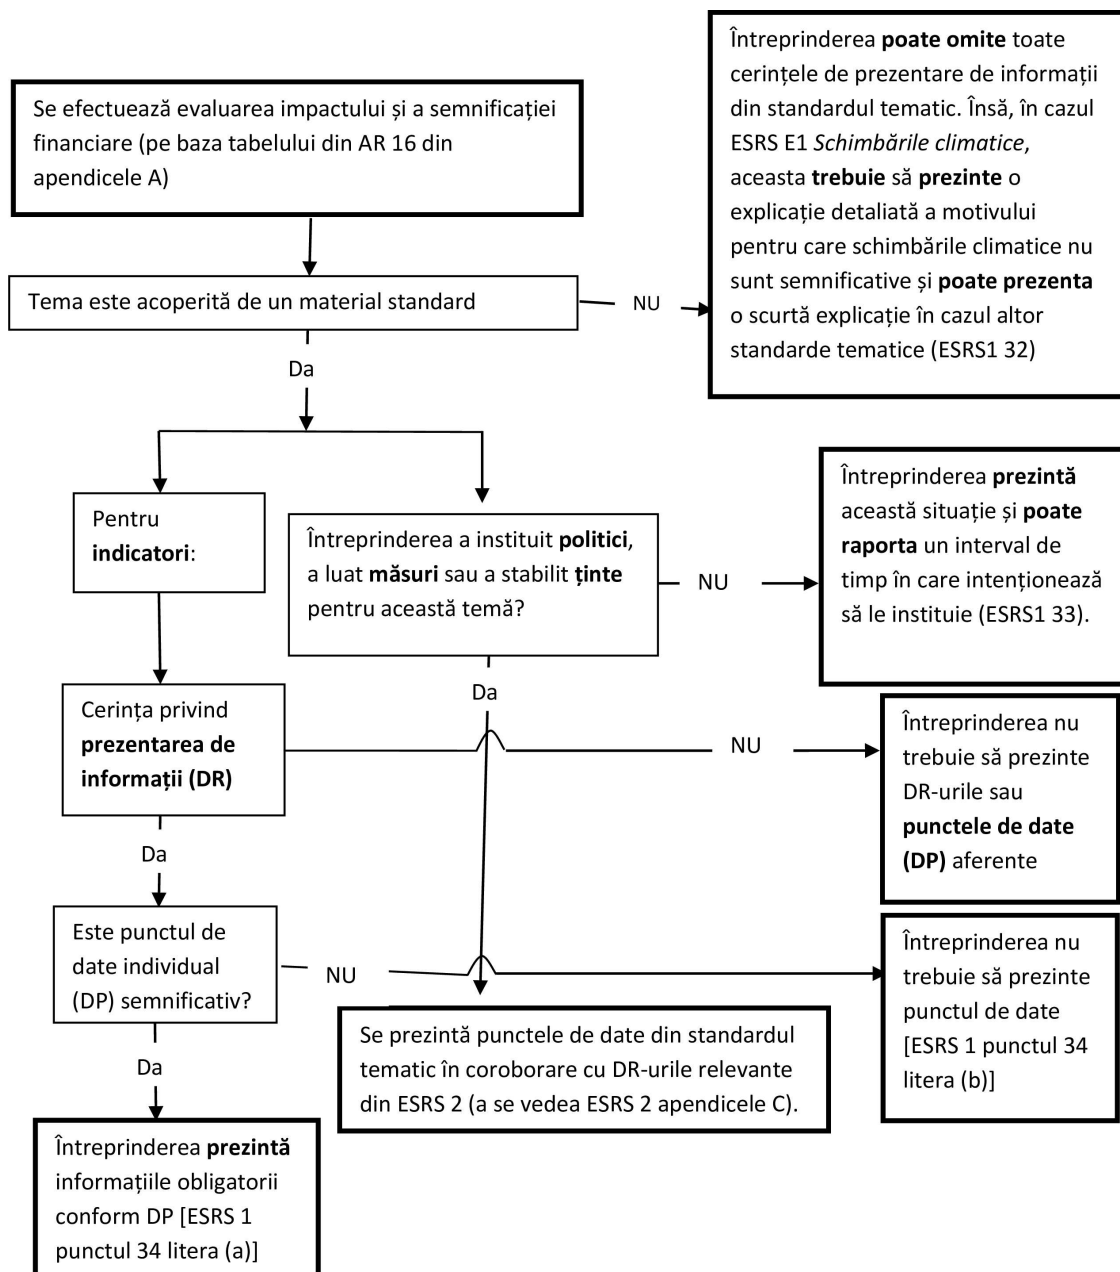 Se efectuează evaluarea impactului și a semnificației
financiare (pe baza tabelului din AR 16 din
apendicele A)
Întreprinderea poate omite toate
cerințele de prezentare de informații
din standardul tematic. Însă, în cazul
ESRS E1 Schimbările climatice,
aceasta trebuie să prezinte o
explicație detaliată a motivului
pentru care schimbările climatice nu
sunt semnificative și poate prezenta
o scurtă explicație în cazul altor
standarde tematice (ESRS1 32)
Tema este acoperită de un material standard
NU
Da
Pentru
indicatori:
Întreprinderea a instituit politici,
a luat măsuri sau a stabilit ținte
pentru această temă?
NU
Întreprinderea prezintă
această situație și poate
raporta un interval de
timp în care intenționează
să le instituie (ESRS1 33).
Da
Cerința privind
prezentarea de
informații (DR)
NU
Întreprinderea nu
trebuie să prezinte
DR-urile sau
punctele de date
(DP) aferente
Da
Este punctul de
date individual
(DP) semnificativ?
NU
Întreprinderea nu
trebuie să prezinte
punctul de date
[ESRS 1 punctul 34
litera (b)]
Se prezintă punctele de date din standardul
tematic în coroborare cu DR-urile relevante
din ESRS 2 (a se vedea ESRS 2 apendicele C).
Da
Întreprinderea prezintă
informațiile obligatorii
conform DP [ESRS 1
punctul 34 litera (a)]